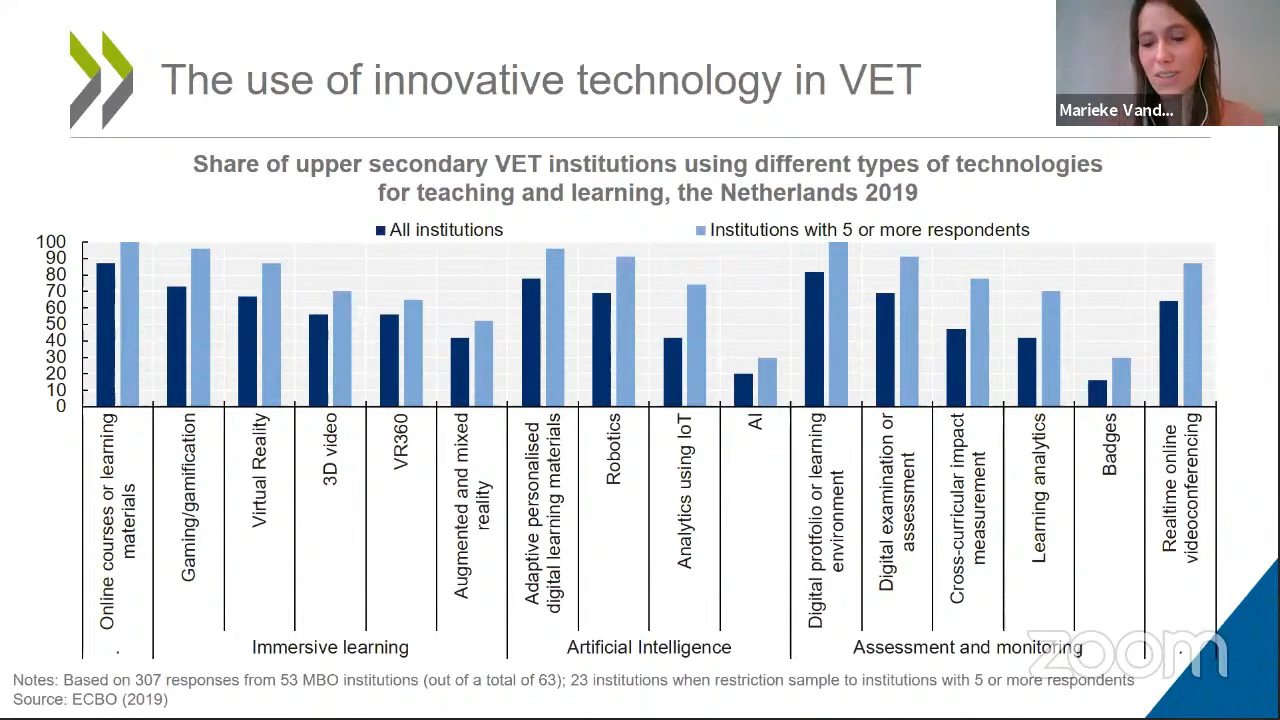 The use of innovative technology in VET
Marieke Vand...
Share of upper secondary VET institutions using different types of technologies
for teaching and learning, the Netherlands 2019
All institutions
Institutions with 5 or more respondents
100
90
80
70
60
50
40
30
20
10
0
Online courses or learning
materials
Gaming/gamification
Virtual Reality
3D video
VR360
Augmented and mixed
reality
Adaptive personalised
digital learning materials
Robotics
Analytics using IoT
AI
Digital protfolio or learning
environment
Digital examination or
assessment
Cross-curricular impact
measurement
Learning analytics
Badges
Realtime online
videoconferencing
.
Immersive learning
Artificial Intelligence
Assessment and monitoring
.
zoom
Notes: Based on 307 responses from 53 MBO institutions (out of a total of 63); 23 institutions when restriction sample to institutions with 5 or more respondents
Source: ECBO (2019)